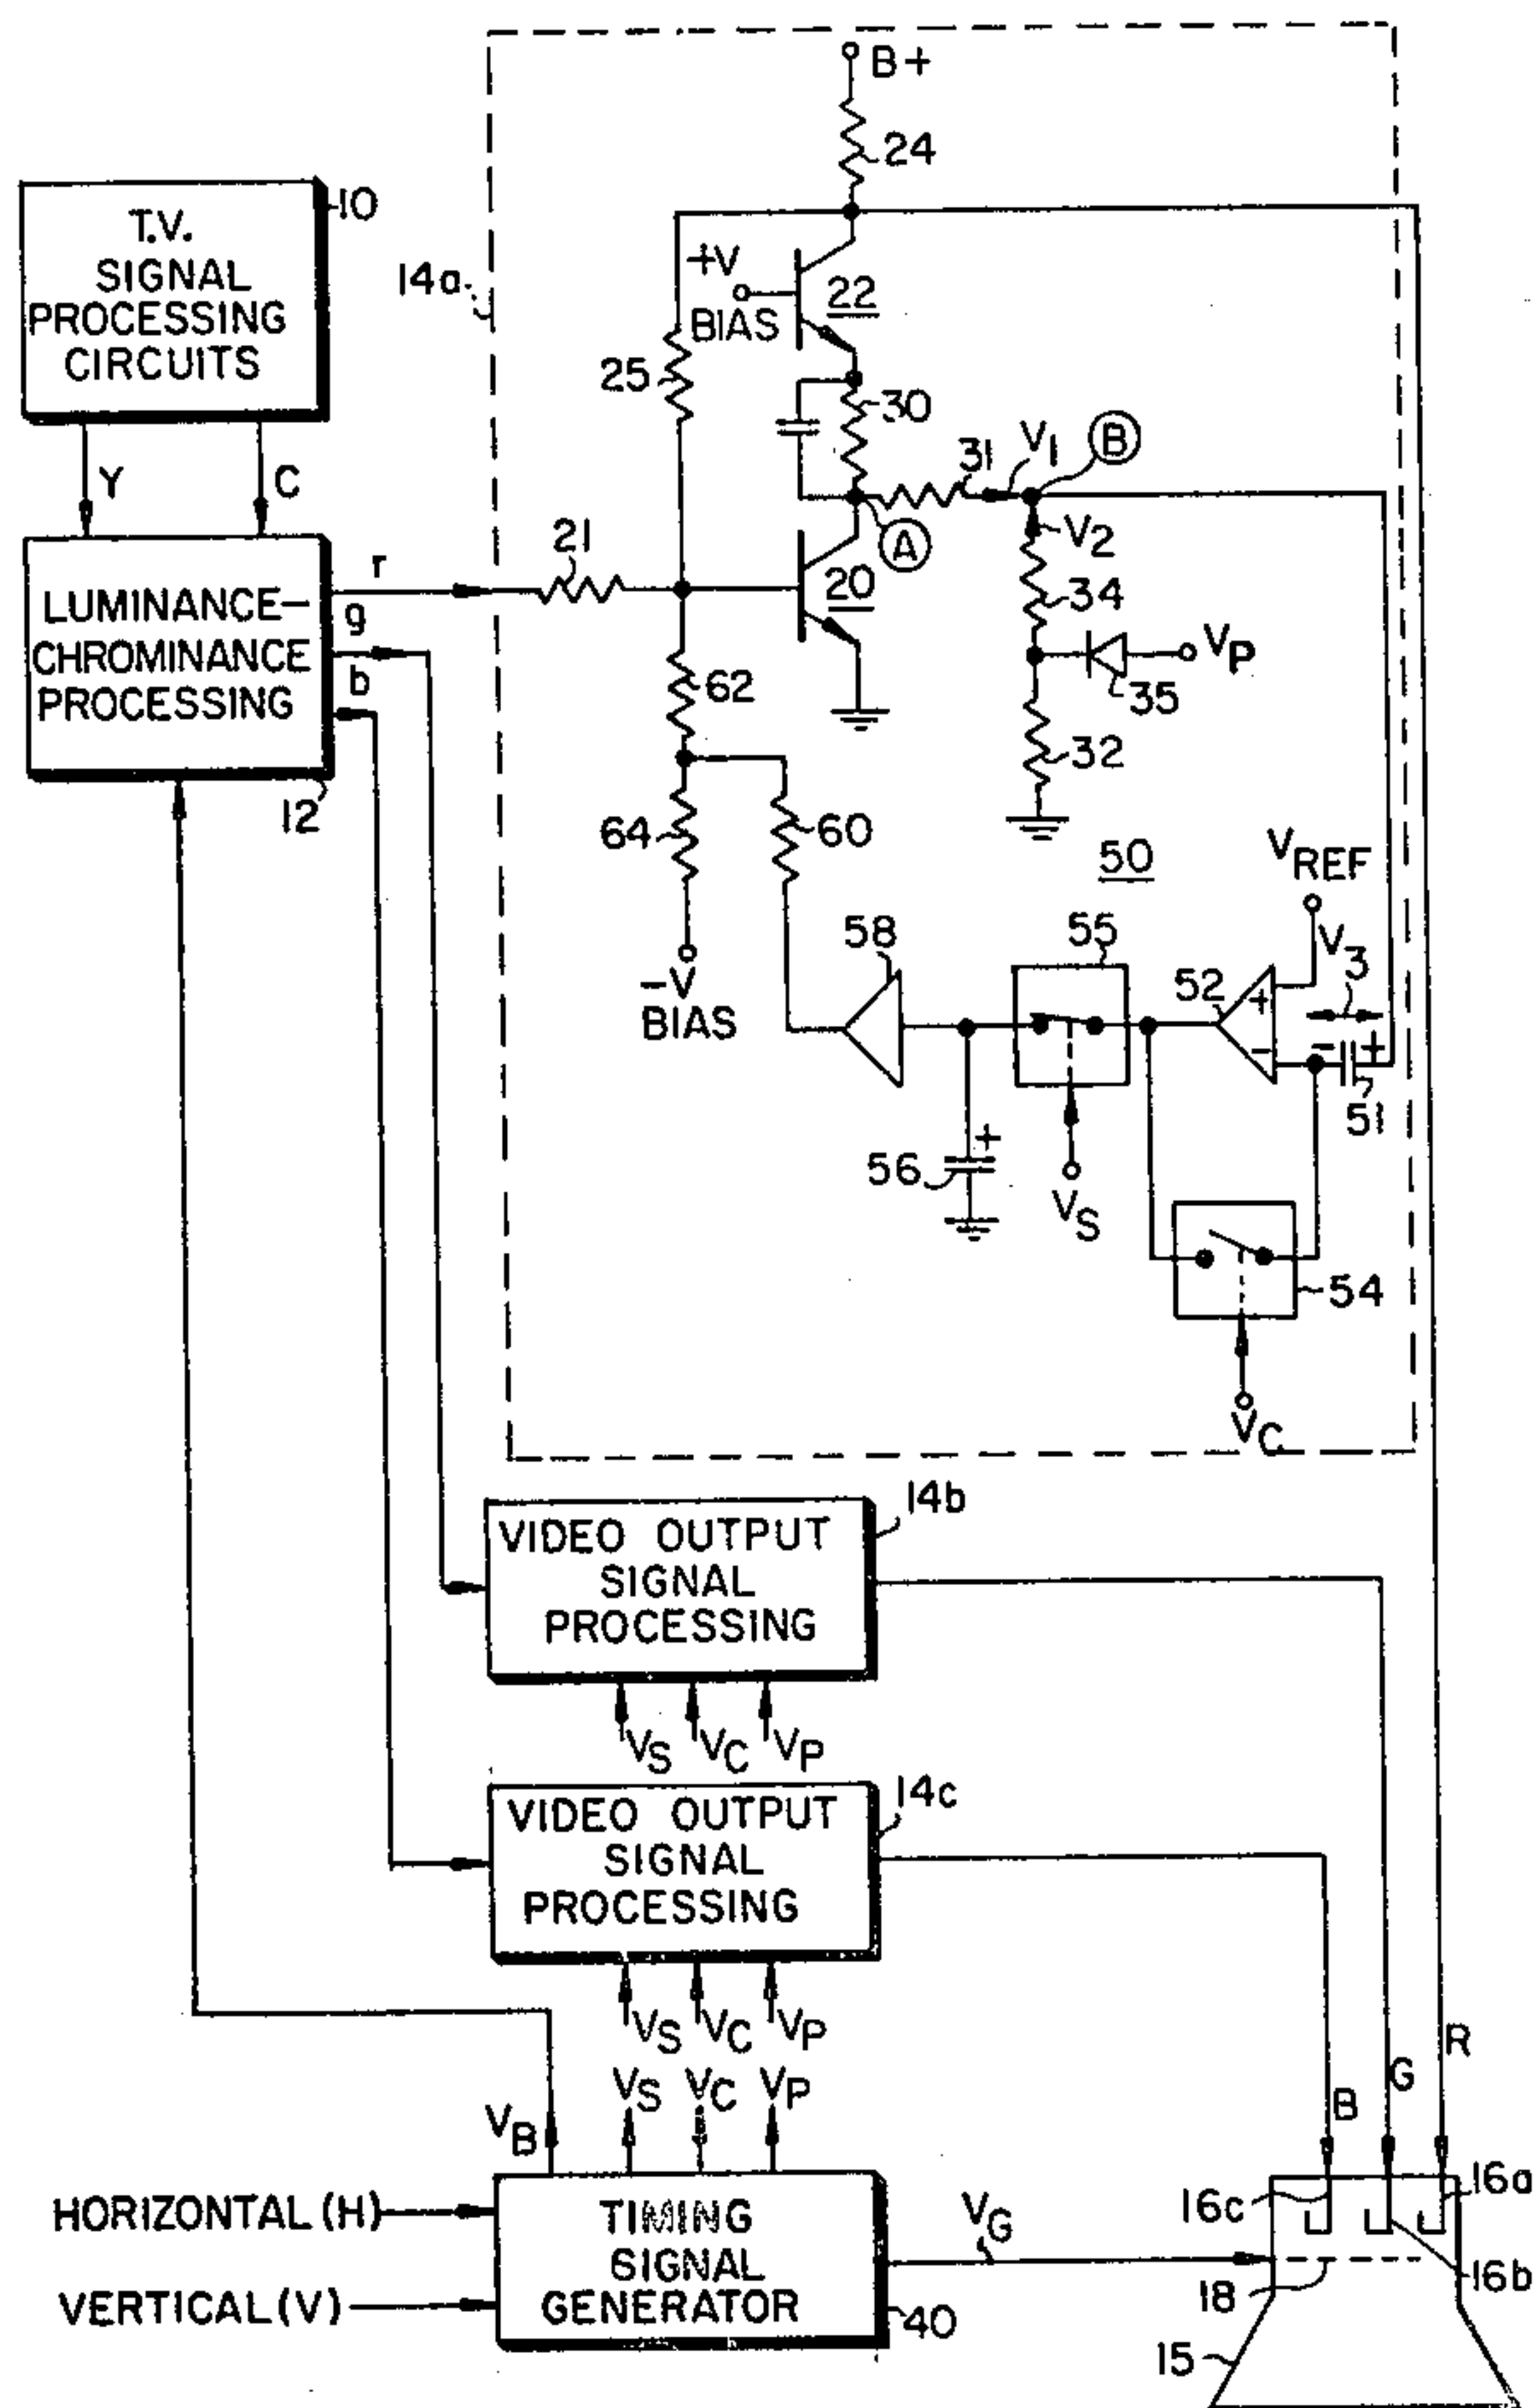 B+
24
10
T.V.
SIGNAL
PROCESSING
CIRCUITS
14a
+V
BIAS
22
25
30
Y
C
31
V1
B
A
V2
21
r
20
34
LUMINANCE-
CHROMINANCE
PROCESSING
g
b
VP
35
62
32
12
64
60
50
VREF
-V
BIAS
58
55
52
V3
+
-
- +
51
56
+
VS
54
VC
14b
VIDEO OUTPUT
SIGNAL
PROCESSING
VS VC VP
14c
VIDEO OUTPUT
SIGNAL
PROCESSING
VS VC VP
VB
VS VC VP
B
G
R
HORIZONTAL (H)
VERTICAL (V)
TIMING
SIGNAL
GENERATOR
40
VG
16c
16a
16b
18
15